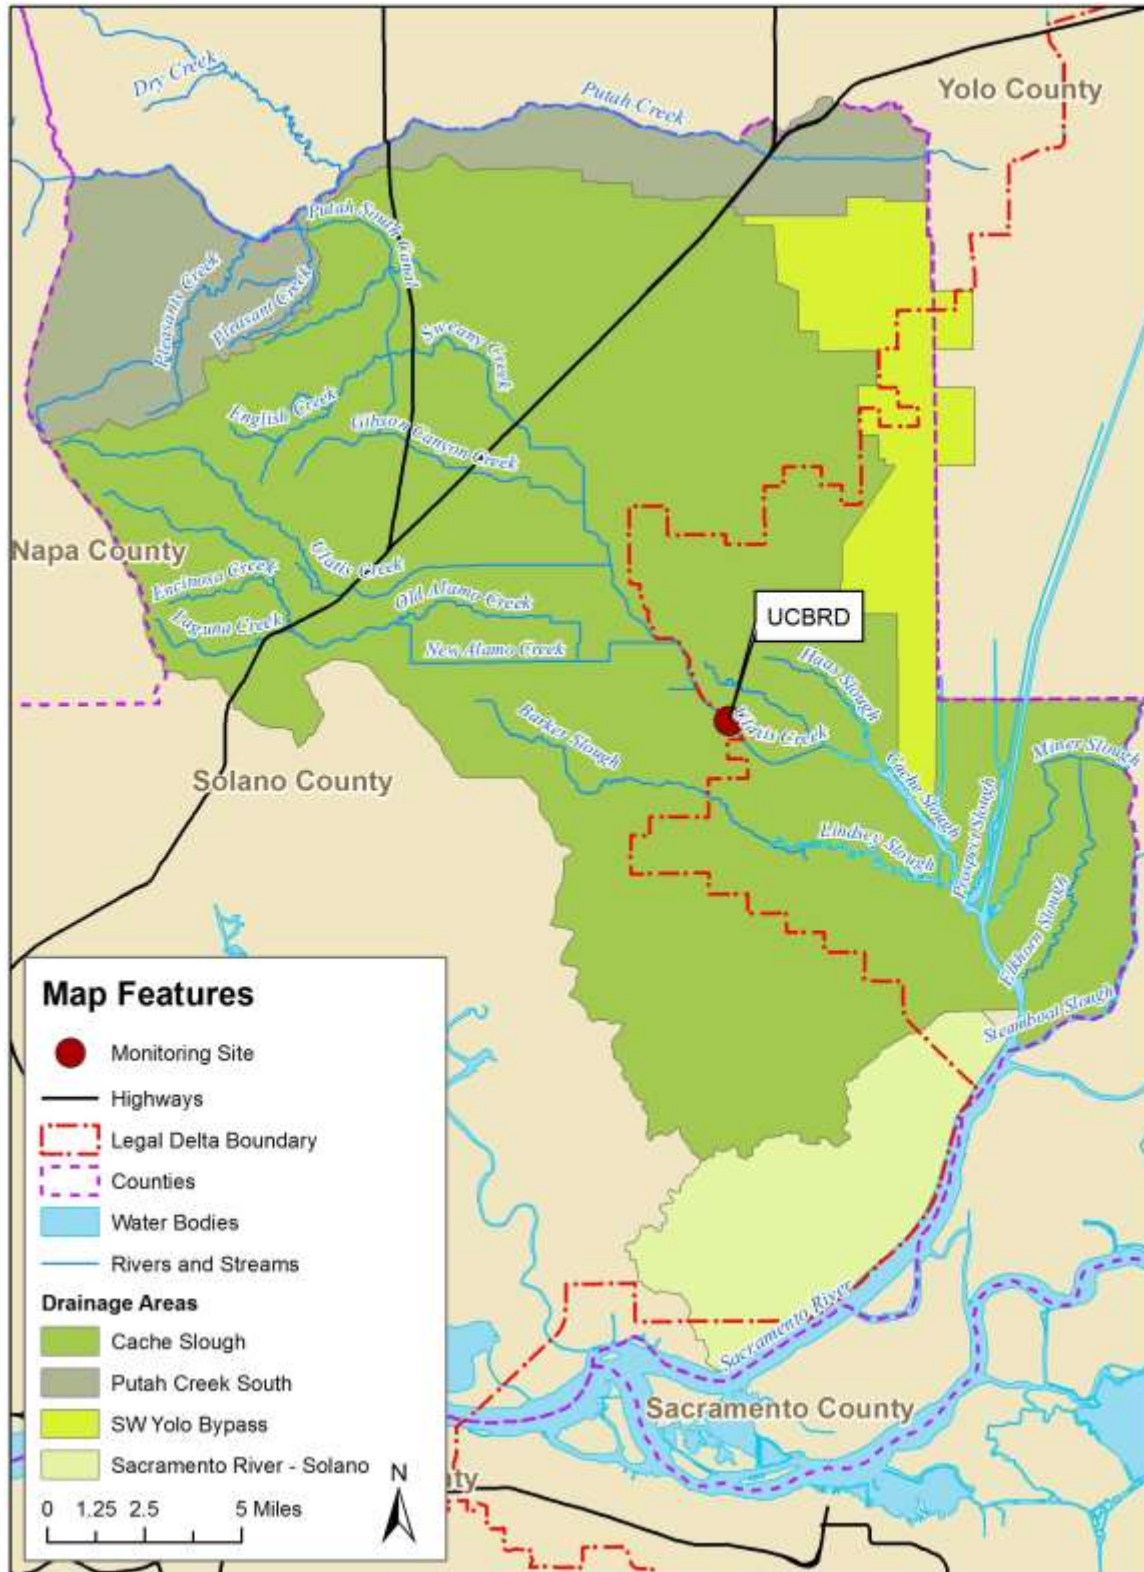 Dry Creek
Putah Creek
Yolo County
Putah South Canal
Pleasants Creek
Pleasant Creek
Sweany Creek
English Creek
Gibson Canyon Creek
Napa County
Ulatis Creek
Encinosa Creek
Old Alamo Creek
Laguna Creek
New Alamo Creek
UCBRD
Haas Slough
Barker Slough
Ulatis Creek
Miner Slough
Solano County
Cache Slough
Prospect Slough
Lindsey Slough
Elkhorn Slough
Steamboat Slough
Map Features
Monitoring Site
Highways
Legal Delta Boundary
Counties
Water Bodies
Rivers and Streams
Drainage Areas
Cache Slough
Putah Creek South
SW Yolo Bypass
Sacramento River - Solano
0 1.25 2.5 5 Miles
N
Sacramento River
Sacramento County